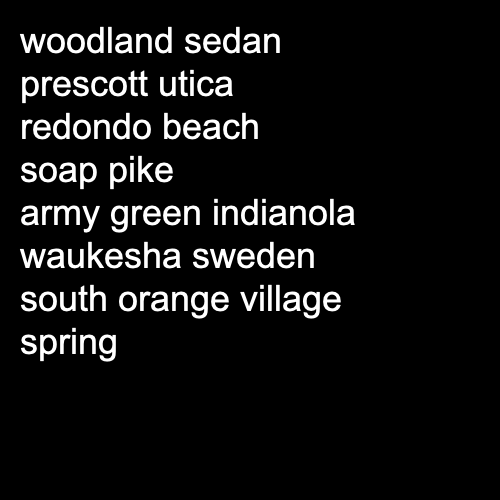 woodland sedan
prescott utica
redondo beach
soap pike
army green indianola
waukesha sweden
south orange village
spring